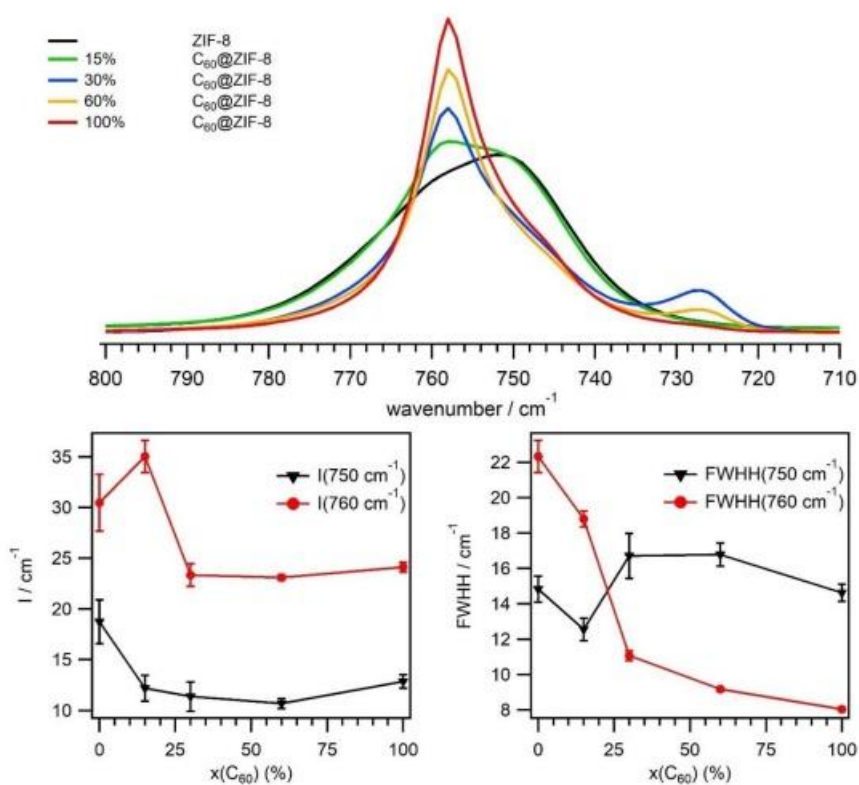 ZIF-8
15% C₆₀@ZIF-8
30% C₆₀@ZIF-8
60% C₆₀@ZIF-8
100% C₆₀@ZIF-8
800 790 780 770 760 750 740 730 720 710
wavenumber / cm⁻¹
35
30
25
20
15
10
I / cm⁻¹
I(750 cm⁻¹)
I(760 cm⁻¹)
0 25 50 75 100
x(C₆₀) (%)
22
20
18
16
14
12
10
8
FWHH / cm⁻¹
FWHH(750 cm⁻¹)
FWHH(760 cm⁻¹)
0 25 50 75 100
x(C₆₀) (%)